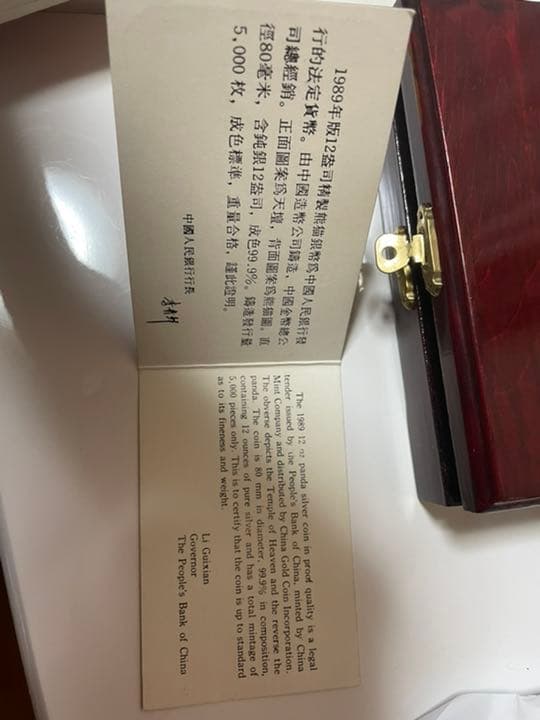 1989年版12盎司精製熊猫銀幣爲中國人民銀行發
行的法定貨幣。由中國造幣公司鑄造，中國金幣總公
司總經銷。正面圖案爲天壇，背面圖案爲熊猫圖，直
徑80毫米，含純銀12盎司，成色99.9%。鑄造發行量
5,000枚，成色標準，重量合格，謹此證明。
中國人民銀行行長
The 1989 12 oz panda silver coin in proof quality is a legal
tender issued by the People's Bank of China, minted by China
Mint Company and distributed by China Gold Coin Incorporation.
The obverse depicts the Temple of Heaven and the reverse the
panda. The coin is 80 mm in diameter, 99.9% in composition,
containing 12 ounces of pure silver and has a total mintage of
5,000 pieces only. This is to certify that the coin is up to standard
as to its fineness and weight.
Li Guixian
Governor
The People's Bank of China